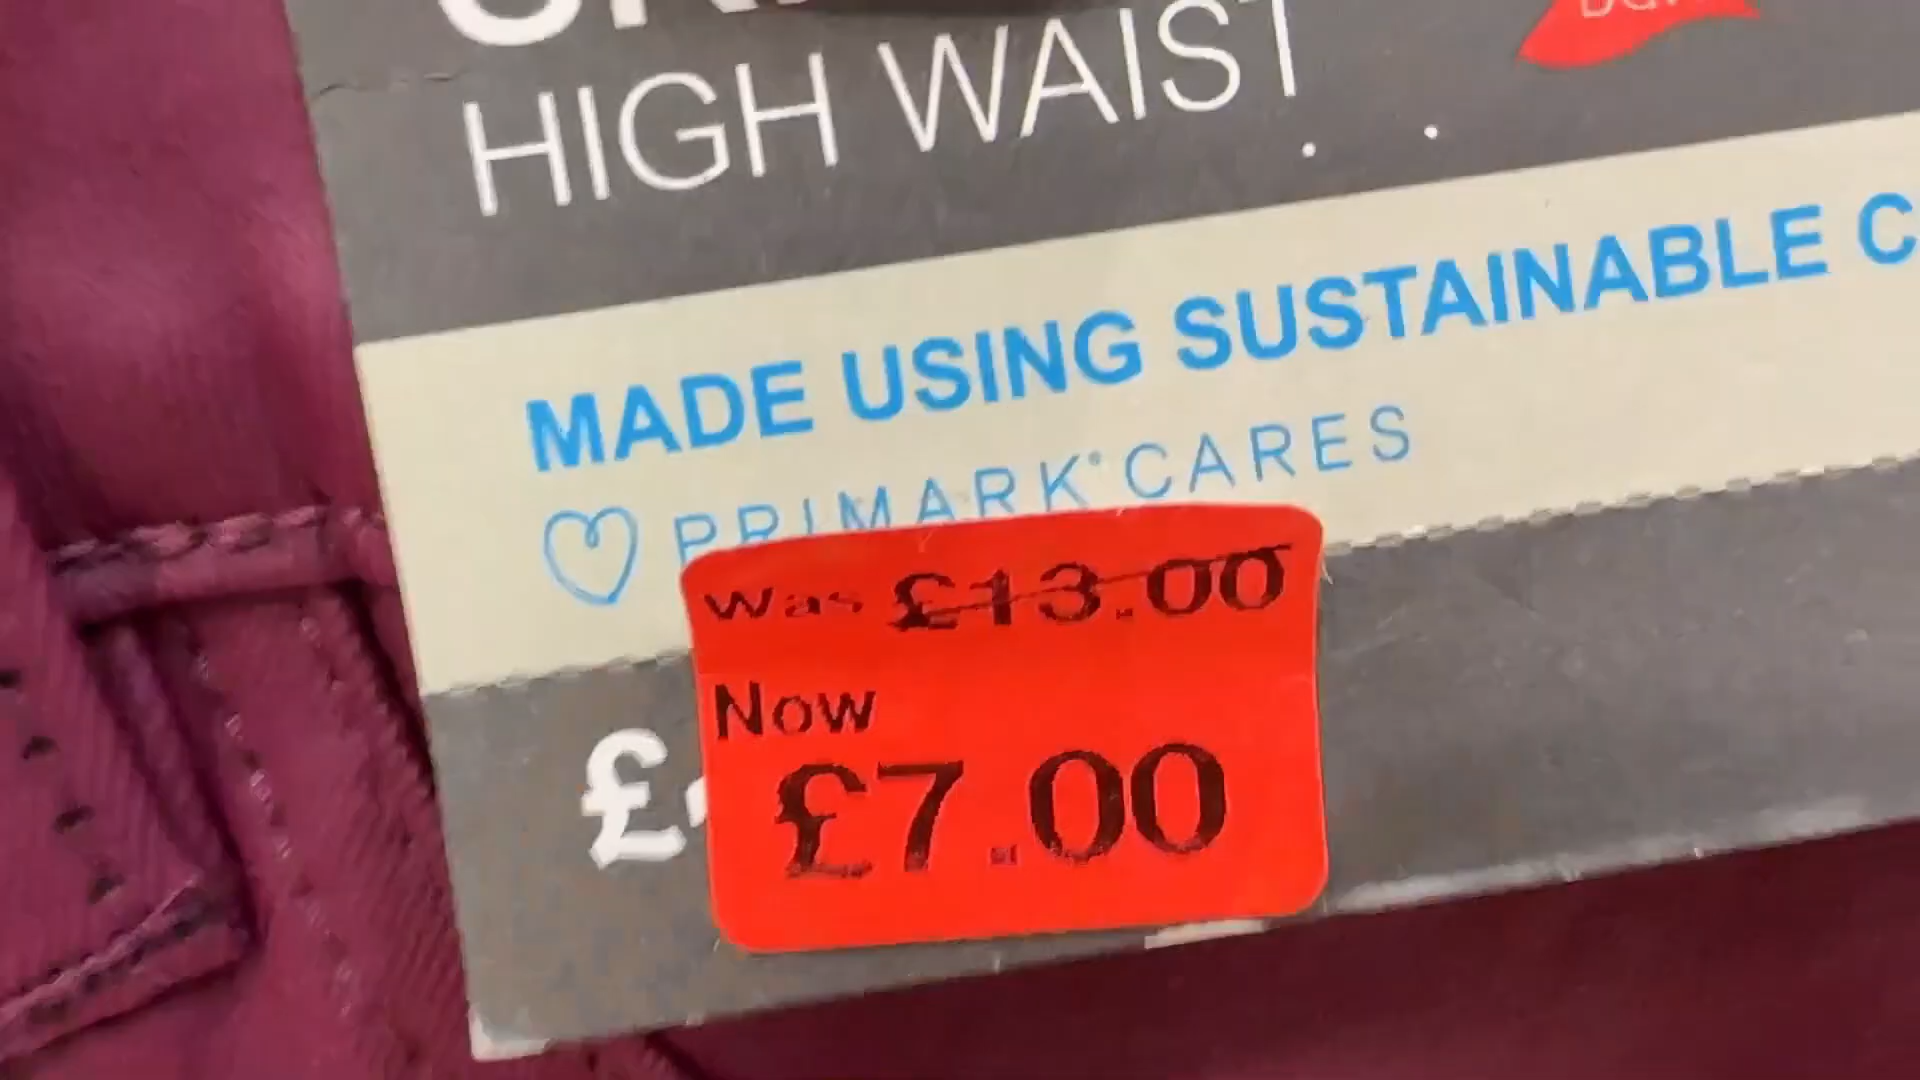 HIGH WAIST
MADE USING SUSTAINABLE C
PRIMARK CARES
Was £13.00
Now
£7.00
£